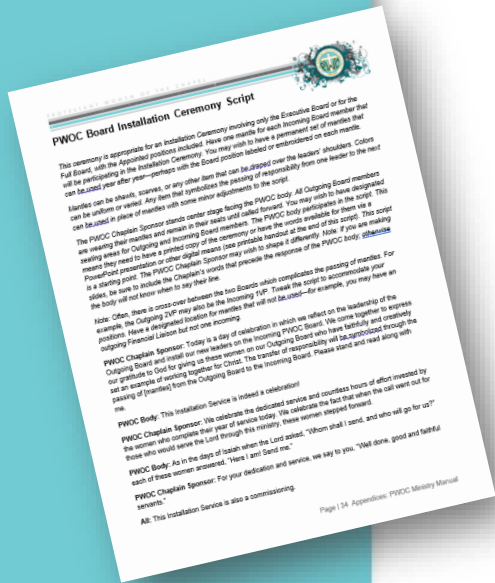 PROTESTANT WOMEN OF THE CHAPEL
PWOC Board Installation Ceremony Script
This ceremony is appropriate for an Installation Ceremony involving only the Executive Board or for the
Full Board, with the Appointed positions included. Have one mantle for each Incoming Board member that
will be participating in the Installation Ceremony. You may wish to have a permanent set of mantles that
can be used year after year—perhaps with the Board position labeled or embroidered on each mantle.
Mantles can be shawls, scarves, or any other item that can be draped over the leaders' shoulders. Colors
can be uniform or varied. Any item that symbolizes the passing of responsibility from one leader to the next
can be used in place of mantles with some minor adjustments to the script.
The PWOC Chaplain Sponsor stands center stage facing the PWOC body. All Outgoing Board members
are wearing their mantles and remain in their seats until called forward. You may wish to have designated
seating areas for Outgoing and Incoming Board members. The PWOC body participates in the script. This
means they need to have a printed copy of the ceremony or have the words available for them via a
PowerPoint presentation or other digital means (see printable handout at the end of this script). This script
is a starting point. The PWOC Chaplain Sponsor may wish to shape it differently. Note: If you are making
slides, be sure to include the Chaplain's words that precede the response of the PWOC body, otherwise
the body will not know when to say their line.
Note: Often, there is cross-over between the two Boards which complicates the passing of mantles. For
example, the Outgoing 2VP may also be the Incoming 1VP. Tweak the script to accommodate your
positions. Have a designated location for mantles that will not be used—for example, you may have an
outgoing Financial Liaison but not one incoming.
PWOC Chaplain Sponsor: Today is a day of celebration in which we reflect on the leadership of the
Outgoing Board and install our new leaders on the Incoming PWOC Board. We come together to express
our gratitude to God for giving us these women on our Outgoing Board who have faithfully and creatively
set an example of working together for Christ. The transfer of responsibility will be symbolized through the
passing of [mantles] from the Outgoing Board to the Incoming Board. Please stand and read along with
me.
PWOC Body: This Installation Service is indeed a celebration!
PWOC Chaplain Sponsor: We celebrate the dedicated service and countless hours of effort invested by
the women who complete their year of service today. We celebrate the fact that when the call went out for
those who would serve the Lord through this ministry, these women stepped forward.
PWOC Body: As in the days of Isaiah when the Lord asked, "Whom shall I send, and who will go for us?"
each of these women answered, "Here I am! Send me."
PWOC Chaplain Sponsor: For your dedication and service, we say to you, "Well done, good and faithful
servants."
All: This Installation Service is also a commissioning.
Page | 34 Appendices: PWOC Ministry Manual